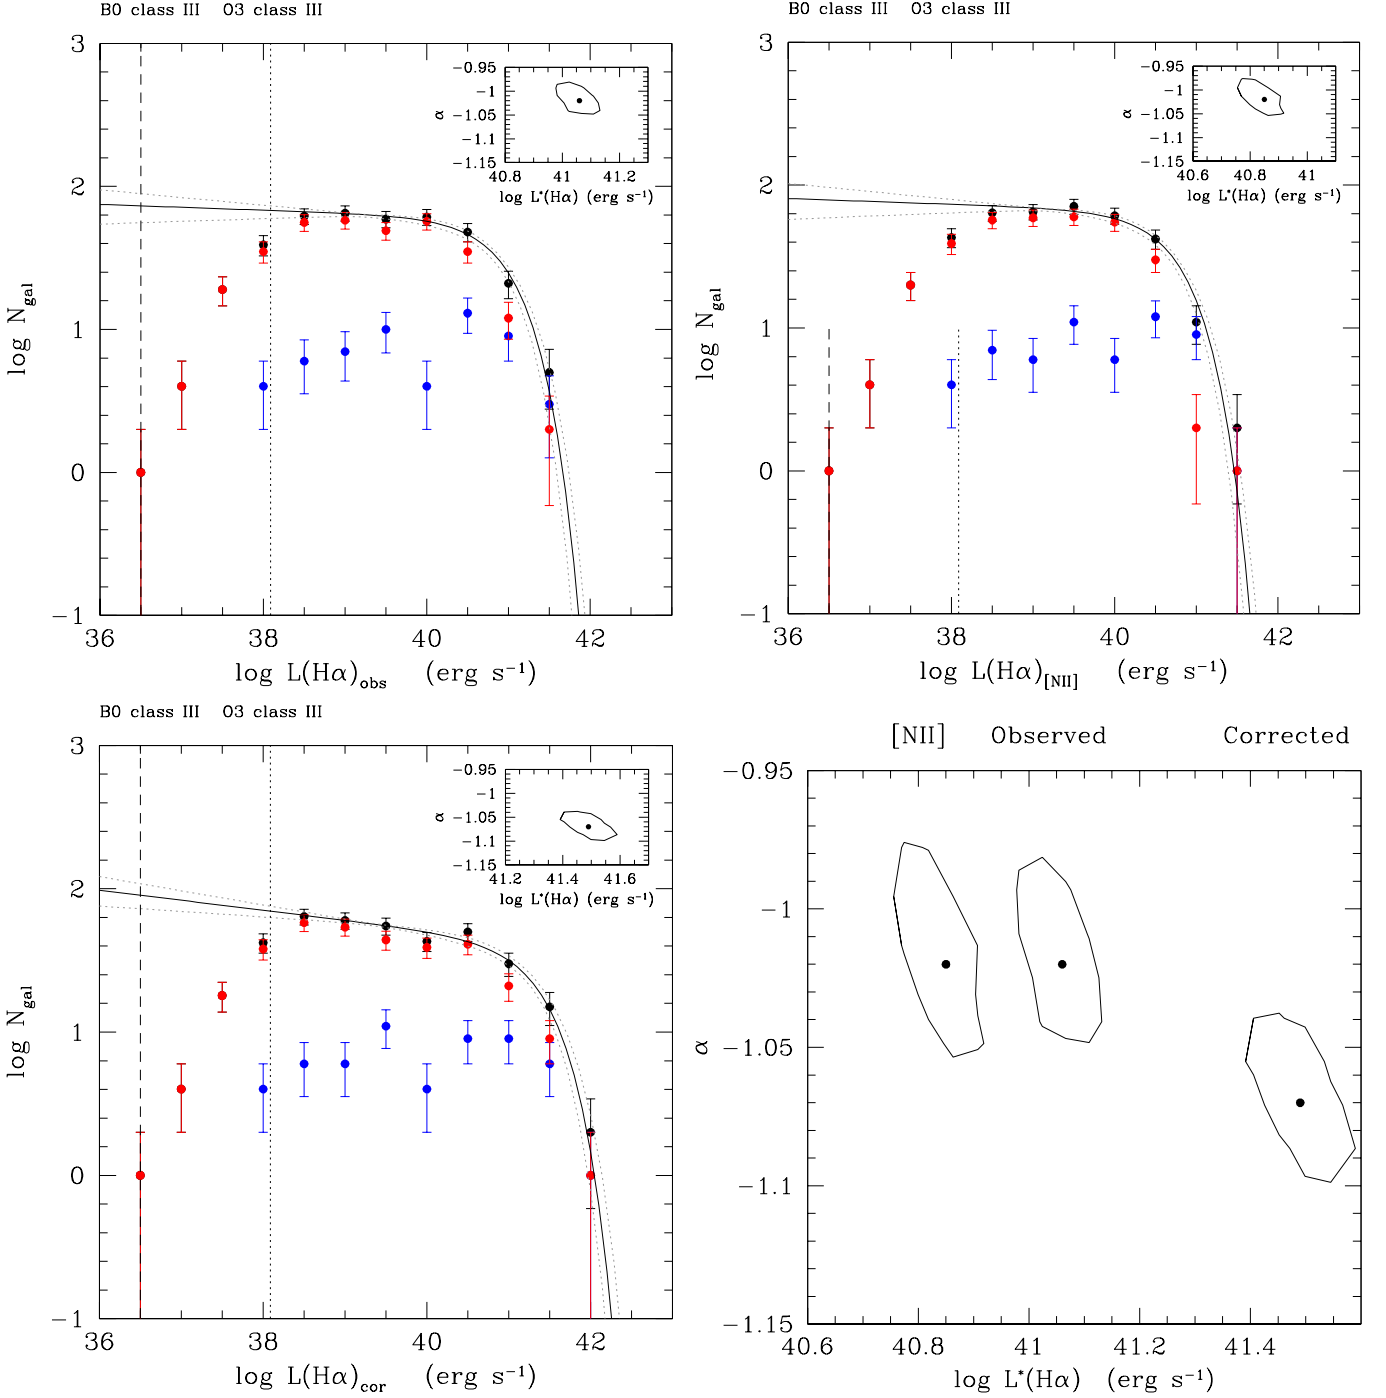 B0 class III O3 class III
3
2
1
0
−1
36 38 40 42
log N_gal
log L(Hα)_obs (erg s⁻¹)
−0.95
−1
−1.05
−1.1
−1.15
α
40.8 41 41.2
log L*(Hα) (erg s⁻¹)
B0 class III O3 class III
3
2
1
0
−1
36 38 40 42
log N_gal
log L(Hα)_[NII] (erg s⁻¹)
−0.95
−1
−1.05
−1.1
−1.15
α
40.6 40.8 41
log L*(Hα) (erg s⁻¹)
B0 class III O3 class III
3
2
1
0
−1
36 38 40 42
log N_gal
log L(Hα)_cor (erg s⁻¹)
−0.95
−1
−1.05
−1.1
−1.15
α
41.2 41.4 41.6
log L*(Hα) (erg s⁻¹)
[NII] Observed Corrected
−0.95
−1
−1.05
−1.1
−1.15
α
40.6 40.8 41 41.2 41.4
log L*(Hα) (erg s⁻¹)